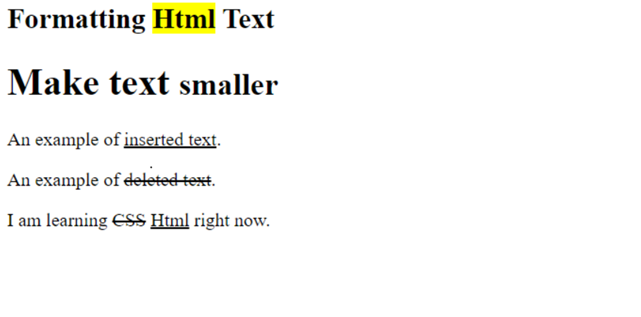 Formatting Html Text
Make text smaller
An example of inserted text.
An example of deleted text.
I am learning CSS Html right now.